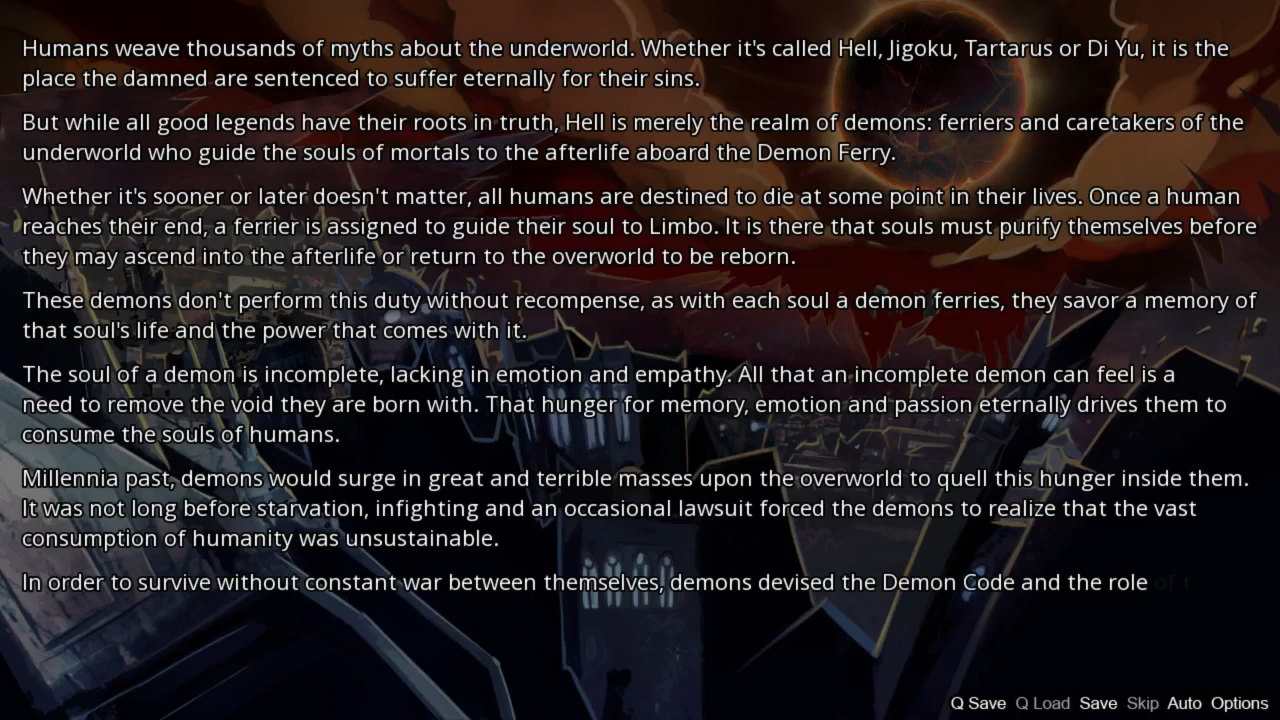 Humans weave thousands of myths about the underworld. Whether it's called Hell, Jigoku, Tartarus or Di Yu, it is the
place the damned are sentenced to suffer eternally for their sins.
But while all good legends have their roots in truth, Hell is merely the realm of demons: ferriers and caretakers of the
underworld who guide the souls of mortals to the afterlife aboard the Demon Ferry.
Whether it's sooner or later doesn't matter, all humans are destined to die at some point in their lives. Once a human
reaches their end, a ferrier is assigned to guide their soul to Limbo. It is there that souls must purify themselves before
they may ascend into the afterlife or return to the overworld to be reborn.
These demons don't perform this duty without recompense, as with each soul a demon ferries, they savor a memory of
that soul's life and the power that comes with it.
The soul of a demon is incomplete, lacking in emotion and empathy. All that an incomplete demon can feel is a
need to remove the void they are born with. That hunger for memory, emotion and passion eternally drives them to
consume the souls of humans.
Millennia past, demons would surge in great and terrible masses upon the overworld to quell this hunger inside them.
It was not long before starvation, infighting and an occasional lawsuit forced the demons to realize that the vast
consumption of humanity was unsustainable.
In order to survive without constant war between themselves, demons devised the Demon Code and the role of
Q Save Q Load Save Skip Auto Options